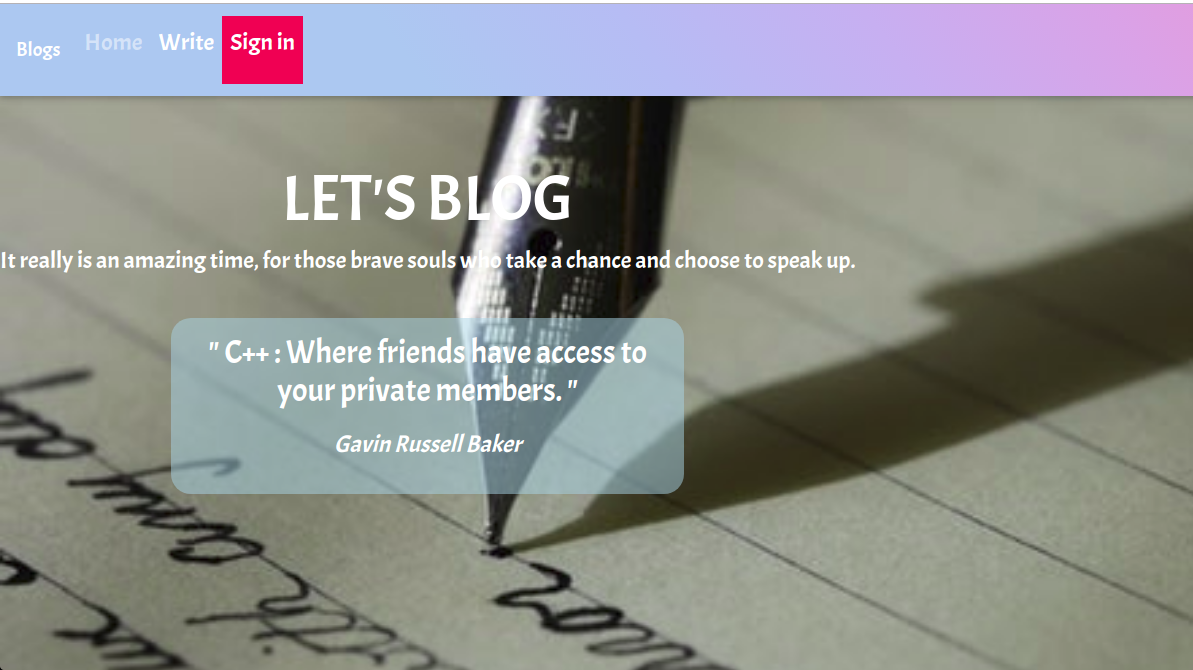 Blogs Home Write Sign in
LET'S BLOG
It really is an amazing time, for those brave souls who take a chance and choose to speak up.
" C++ : Where friends have access to
your private members. "
Gavin Russell Baker